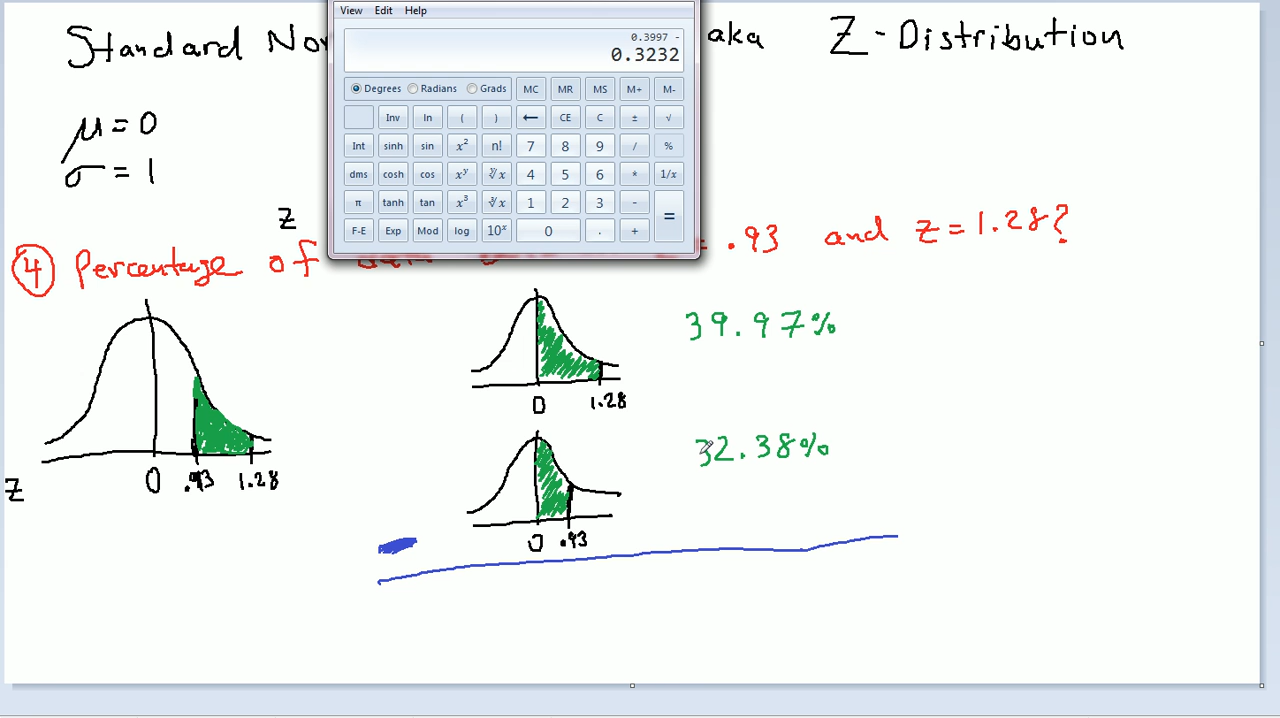 Standard Nor aka Z-Distribution
μ = 0
σ = 1
Z
④ Percentage of = .93 and z = 1.28?
View Edit Help
0.3997 -
0.3232
Degrees Radians Grads MC MR MS M+ M-
Inv ln ( ) ← CE C ± √
Int sinh sin x² n! 7 8 9 / %
dms cosh cos xʸ ʸ√x 4 5 6 * 1/x
π tanh tan x³ ³√x 1 2 3 - =
F-E Exp Mod log 10ˣ 0 . +
39.97%
0 1.28
32.38%
0 .93
Z 0 .93 1.28